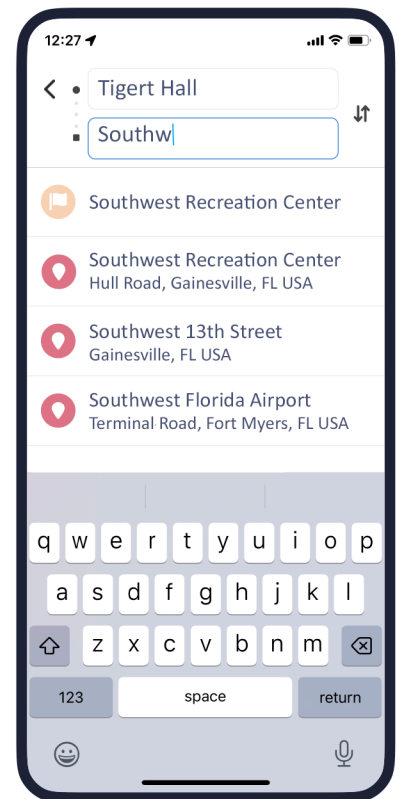 12:27
Tigert Hall
Southw
Southwest Recreation Center
Southwest Recreation Center
Hull Road, Gainesville, FL USA
Southwest 13th Street
Gainesville, FL USA
Southwest Florida Airport
Terminal Road, Fort Myers, FL USA
q w e r t y u i o p
a s d f g h j k l
z x c v b n m
123 space return